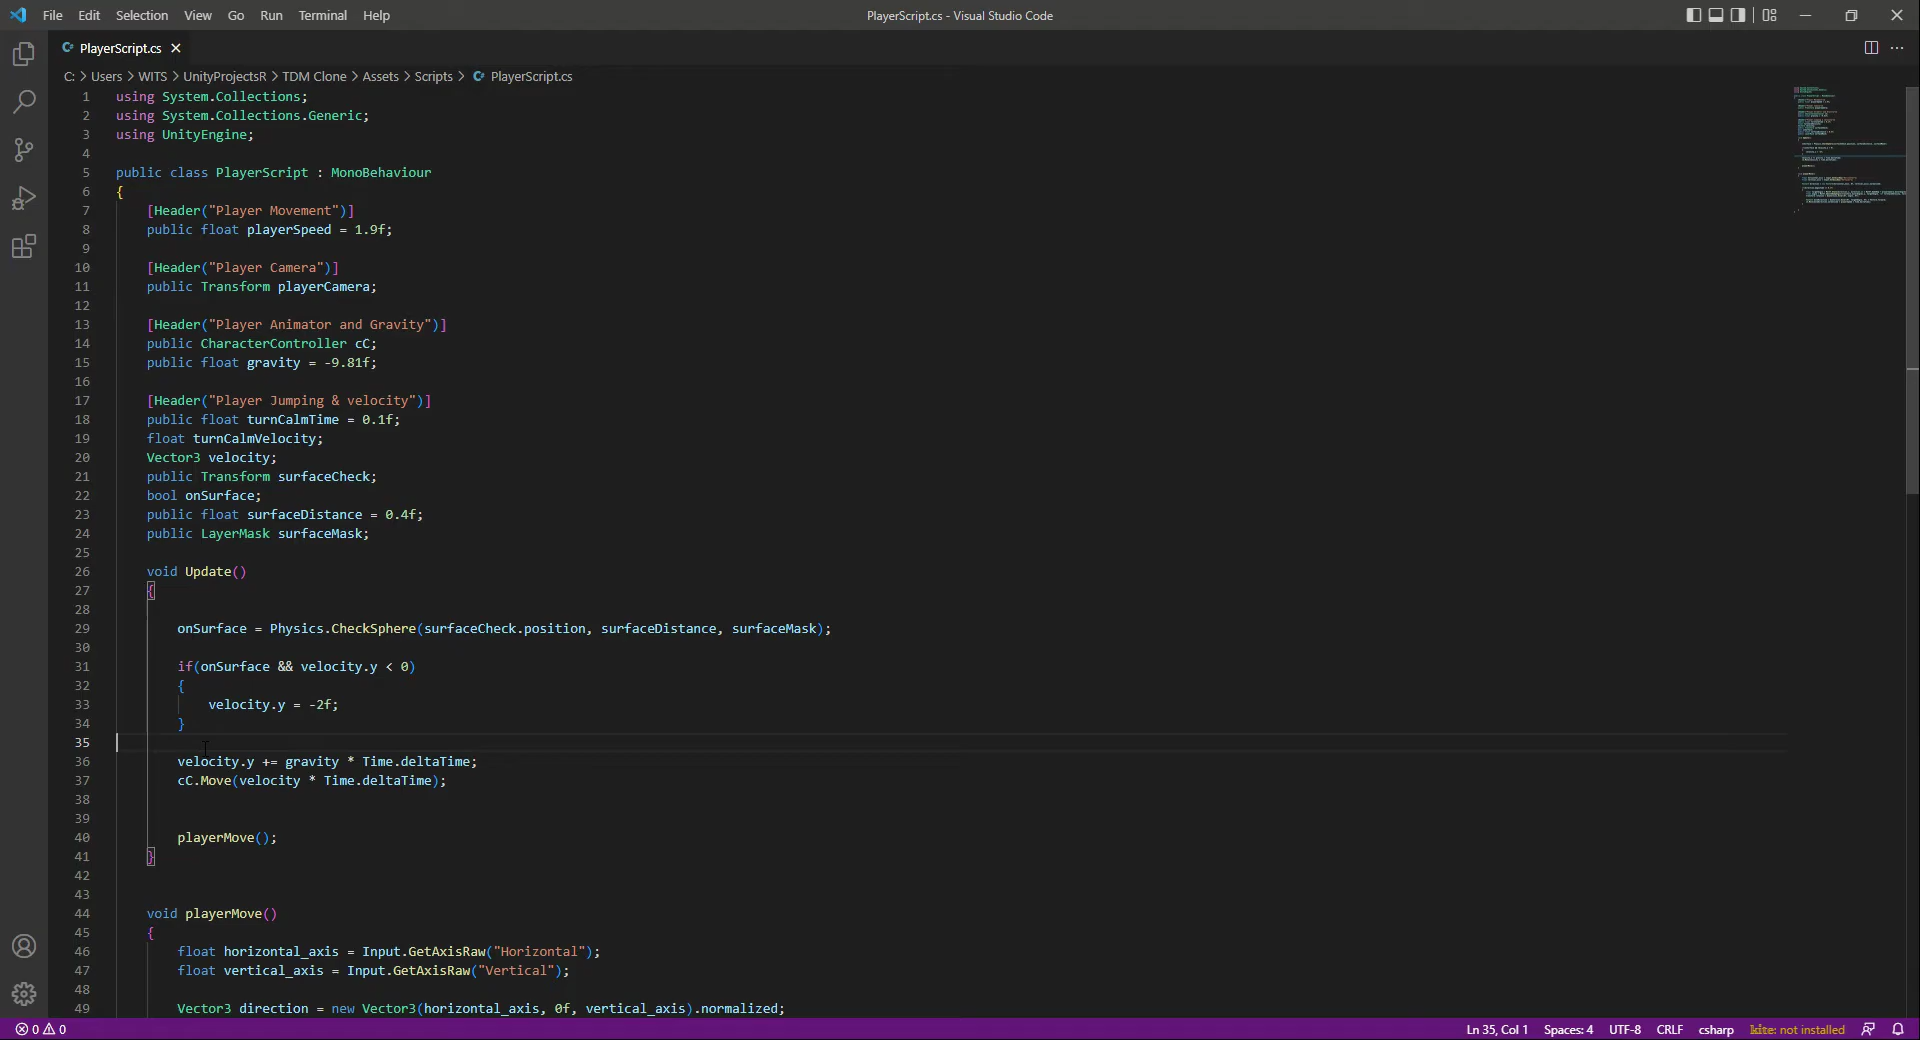 File Edit Selection View Go Run Terminal Help
PlayerScript.cs - Visual Studio Code
PlayerScript.cs
C: > Users > WITS > UnityProjectsR > TDM Clone > Assets > Scripts > PlayerScript.cs
1 using System.Collections;
2 using System.Collections.Generic;
3 using UnityEngine;
4
5 public class PlayerScript : MonoBehaviour
6 {
7 [Header("Player Movement")]
8 public float playerSpeed = 1.9f;
9
10 [Header("Player Camera")]
11 public Transform playerCamera;
12
13 [Header("Player Animator and Gravity")]
14 public CharacterController cC;
15 public float gravity = -9.81f;
16
17 [Header("Player Jumping & velocity")]
18 public float turnCalmTime = 0.1f;
19 float turnCalmVelocity;
20 Vector3 velocity;
21 public Transform surfaceCheck;
22 bool onSurface;
23 public float surfaceDistance = 0.4f;
24 public LayerMask surfaceMask;
25
26 void Update()
27 {
28
29 onSurface = Physics.CheckSphere(surfaceCheck.position, surfaceDistance, surfaceMask);
30
31 if(onSurface && velocity.y < 0)
32 {
33 velocity.y = -2f;
34 }
35
36 velocity.y += gravity * Time.deltaTime;
37 cC.Move(velocity * Time.deltaTime);
38
39
40 playerMove();
41 }
42
43
44 void playerMove()
45 {
46 float horizontal_axis = Input.GetAxisRaw("Horizontal");
47 float vertical_axis = Input.GetAxisRaw("Vertical");
48
49 Vector3 direction = new Vector3(horizontal_axis, 0f, vertical_axis).normalized;
0 0
Ln 35, Col 1 Spaces: 4 UTF-8 CRLF csharp kite: not installed